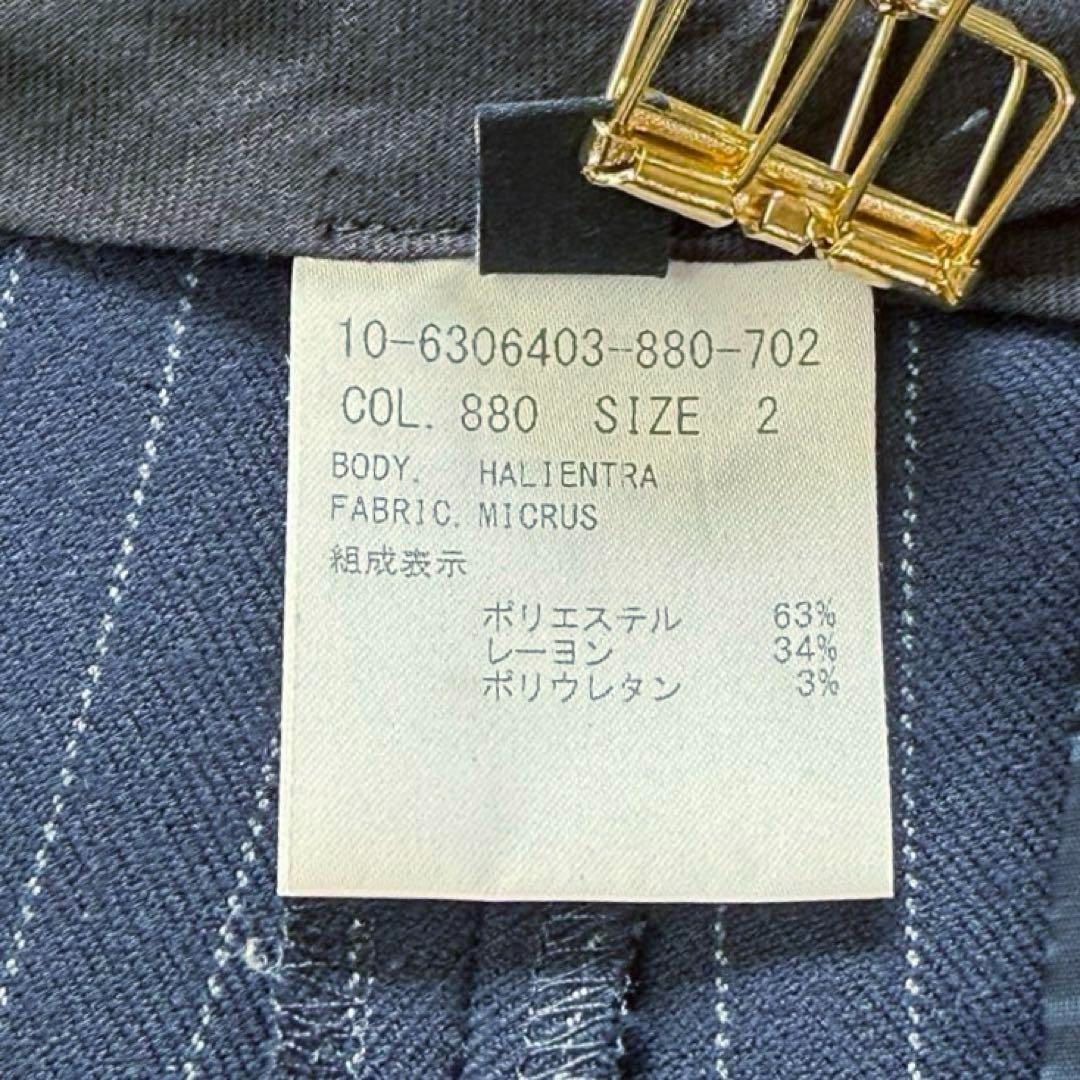 10-6306403-880-702
COL. 880 SIZE 2
BODY. HALIENTRA
FABRIC. MICRUS
組成表示
ポリエステル 63%
レーヨン 34%
ポリウレタン 3%